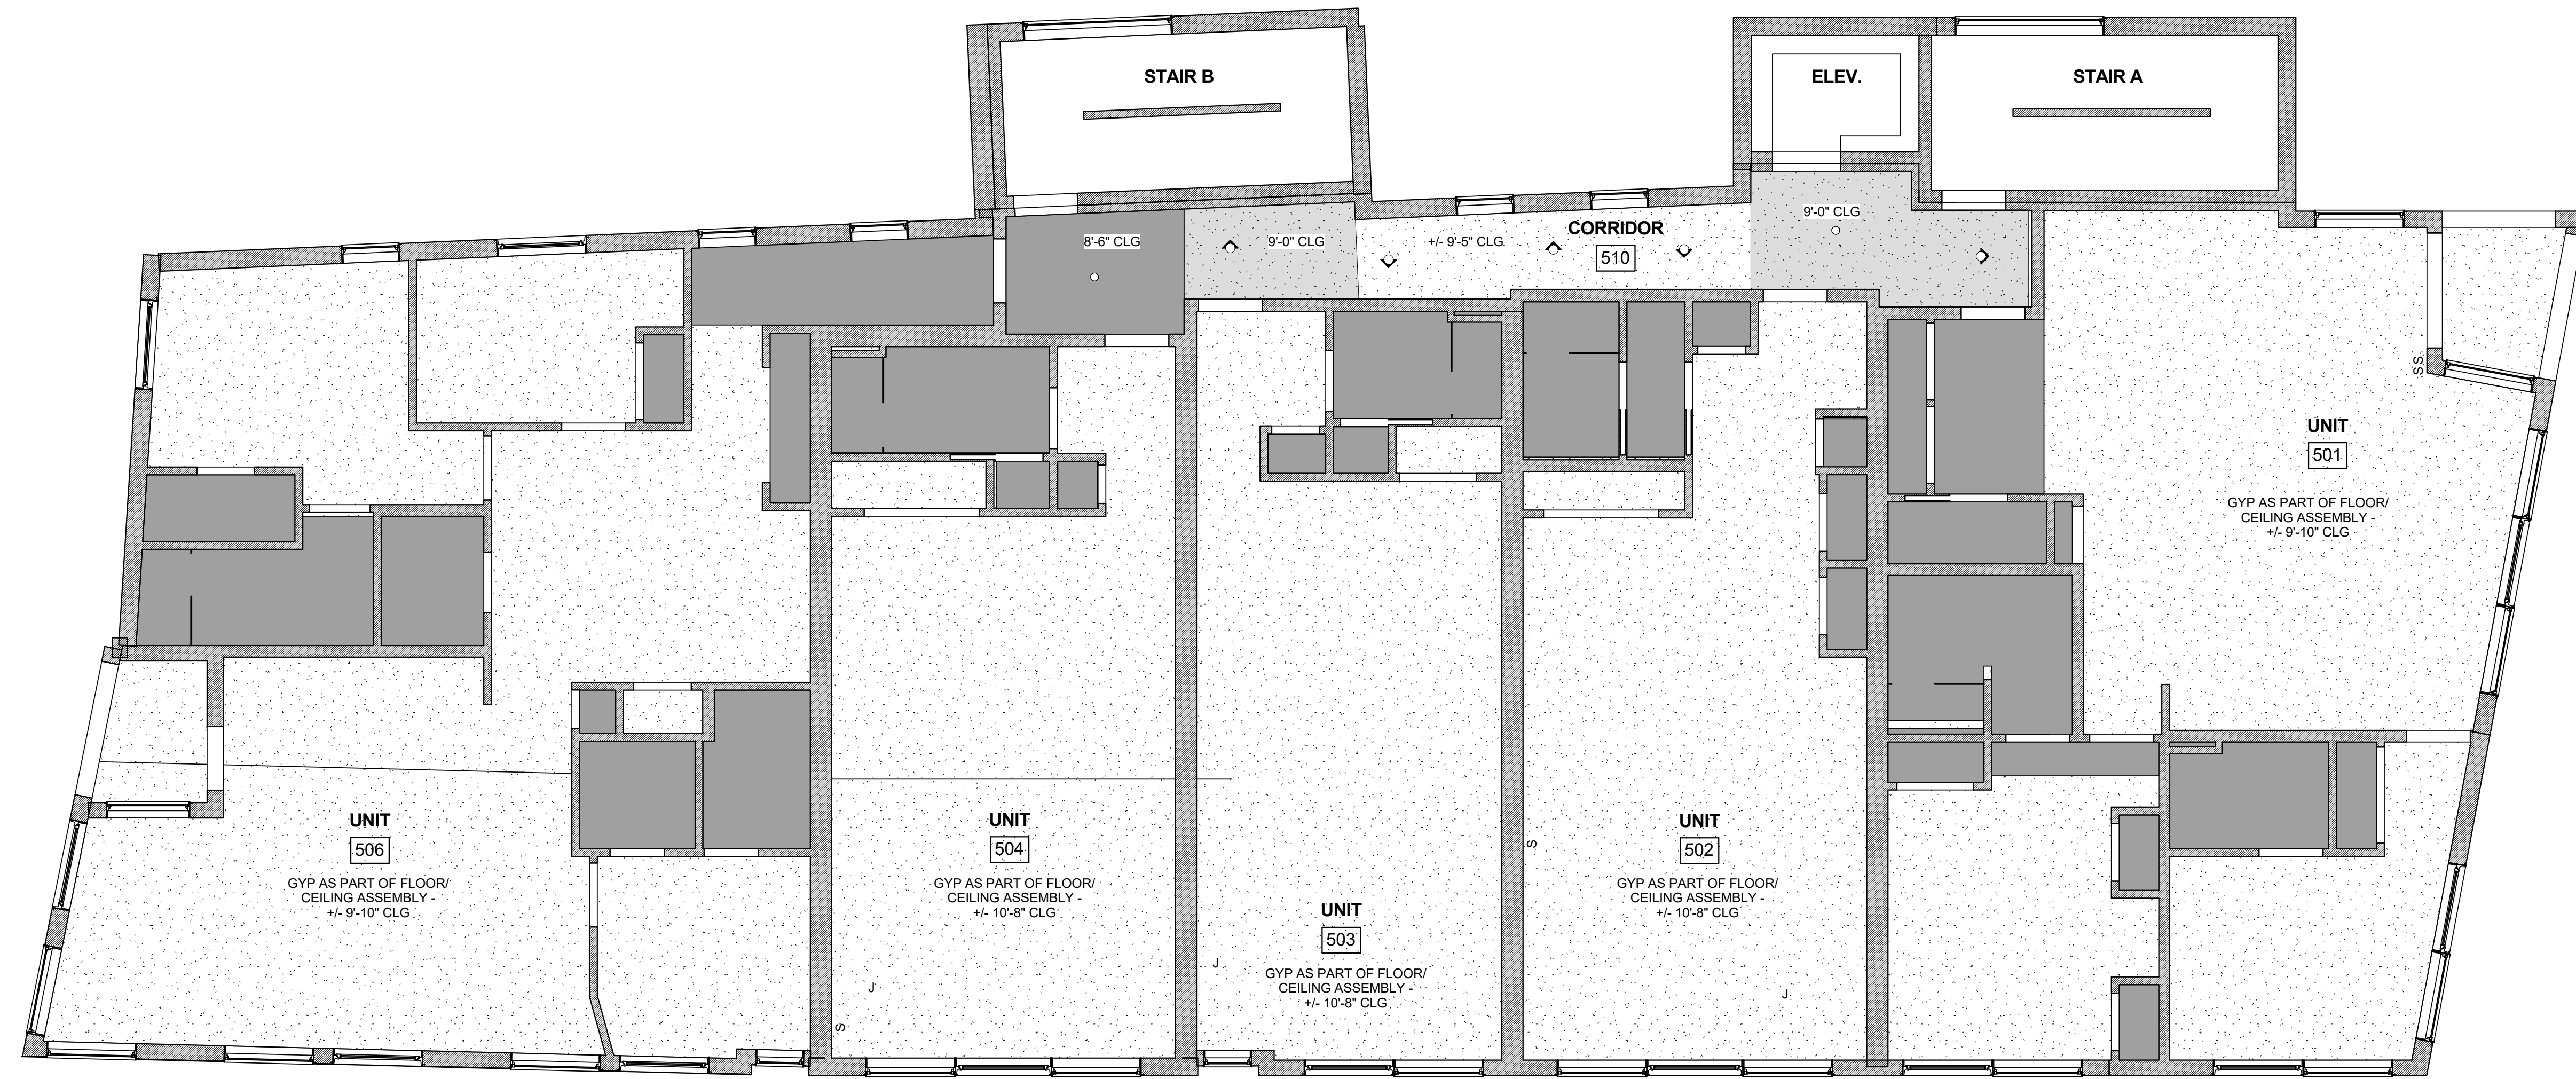 STAIR B
ELEV.
STAIR A
8'-6" CLG
9'-0" CLG
+/- 9'-5" CLG
CORRIDOR
510
9'-0" CLG
S S
UNIT
501
GYP AS PART OF FLOOR/
CEILING ASSEMBLY -
+/- 9'-10" CLG
UNIT
506
GYP AS PART OF FLOOR/
CEILING ASSEMBLY -
+/- 9'-10" CLG
UNIT
504
GYP AS PART OF FLOOR/
CEILING ASSEMBLY -
+/- 10'-8" CLG
J
S
UNIT
503
GYP AS PART OF FLOOR/
CEILING ASSEMBLY -
+/- 10'-8" CLG
J
S
UNIT
502
GYP AS PART OF FLOOR/
CEILING ASSEMBLY -
+/- 10'-8" CLG
J